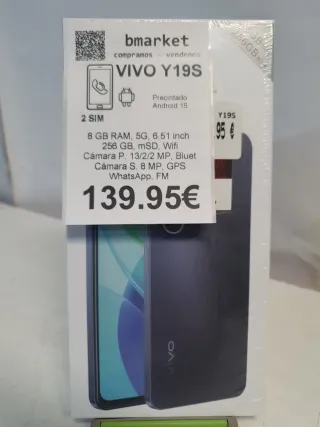 bmarket
compramos - vendemos
VIVO Y19S
Precintado
Android 15
2 SIM
8 GB RAM, 5G, 6.51 inch
256 GB, mSD, Wifi
Cámara P. 13/2/2 MP, Bluet
Cámara S. 8 MP, GPS
WhatsApp, FM
139.95€
Y19S
95 €
VIVO